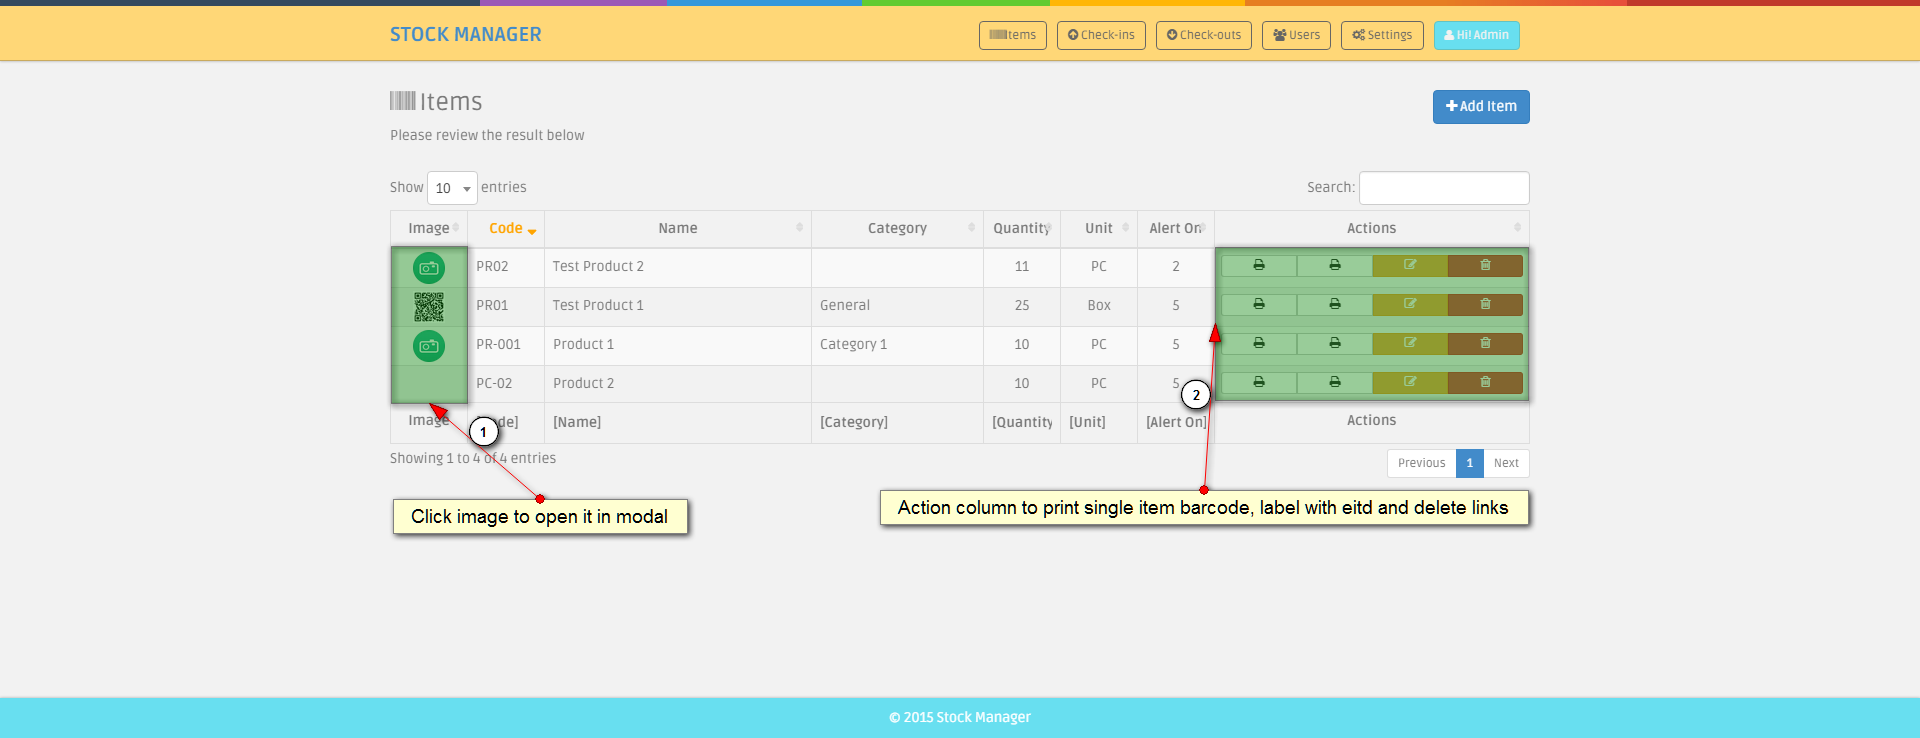 STOCK MANAGER
Items Check-ins Check-outs Users Settings Hi! Admin
Items
Add Item
Please review the result below
Show 10 entries Search:
Image Code Name Category Quantity Unit Alert On Actions
PR02 Test Product 2 11 PC 2
PR01 Test Product 1 General 25 Box 5
PR-001 Product 1 Category 1 10 PC 5
PC-02 Product 2 10 PC 5
2
Image [Name] [Category] [Quantity [Unit] [Alert On] Actions
1
Showing 1 to 4 of 4 entries Previous 1 Next
Click image to open it in modal
Action column to print single item barcode, label with eitd and delete links
© 2015 Stock Manager